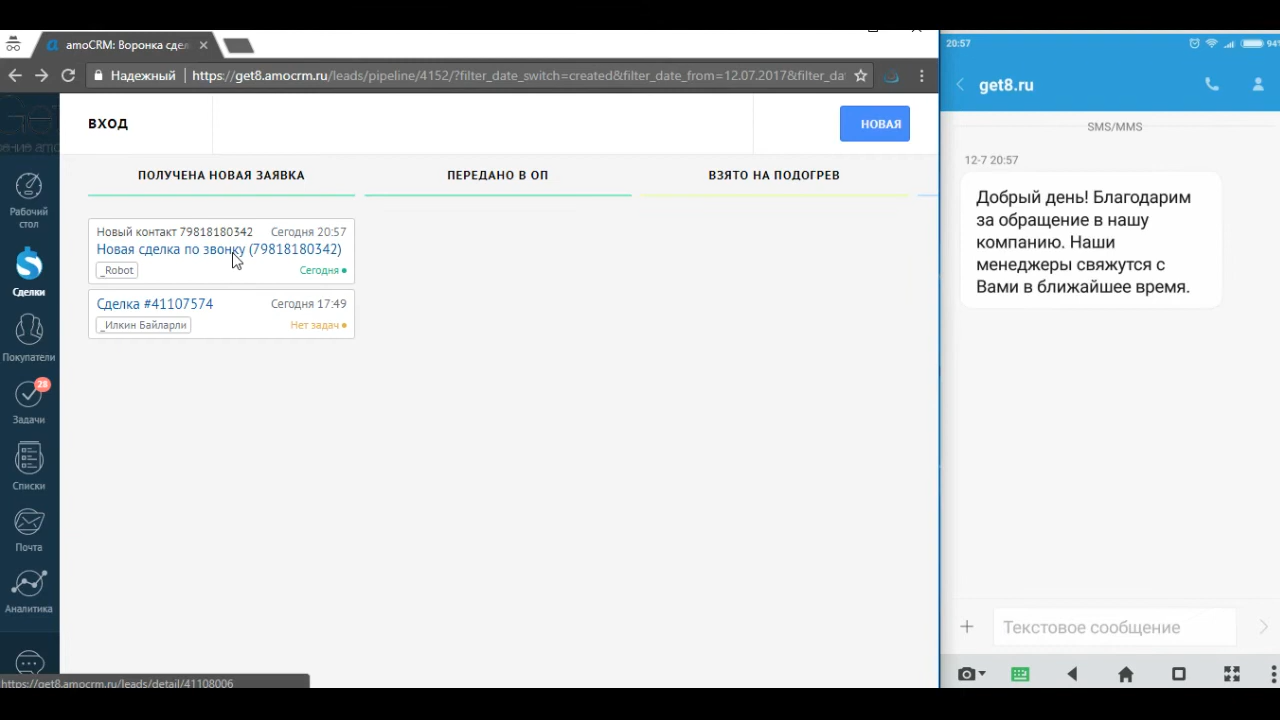 amoCRM: Воронка сдел
Надежный
https://get8.amocrm.ru/leads/pipeline/4152/?filter_date_switch=created&filter_date_from=12.07.2017&filter_da
ВХОД
НОВАЯ
Рабочий
стол
Сделки
Покупатели
28
Задачи
Списки
Почта
Аналитика
ПОЛУЧЕНА НОВАЯ ЗАЯВКА
ПЕРЕДАНО В ОП
ВЗЯТО НА ПОДОГРЕВ
Новый контакт 79818180342 Сегодня 20:57
Новая сделка по звонку (79818180342)
_Robot Сегодня
Сделка #41107574 Сегодня 17:49
_Илкин Байларли Нет задач
https://get8.amocrm.ru/leads/detail/41108006
20:57
94%
get8.ru
SMS/MMS
12-7 20:57
Добрый день! Благодарим
за обращение в нашу
компанию. Наши
менеджеры свяжутся с
Вами в ближайшее время.
Текстовое сообщение